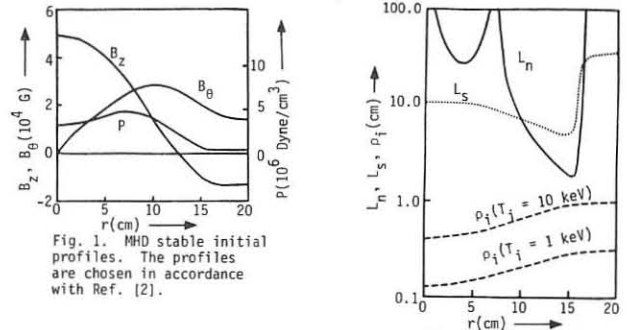 6
4
2
0
-2
B_z, B_θ(10^4 G)
B_z
B_θ
P
10
5
0
P(10^6 Dyne/cm^3)
0 5 10 15 20
r(cm)
Fig. 1. MHD stable initial
profiles. The profiles
are chosen in accordance
with Ref. [2].
100.0
10.0
1.0
0.1
L_n, L_s, ρ_i(cm)
L_n
L_s
ρ_i(T_i = 10 keV)
ρ_i(T_i = 1 keV)
0 5 10 15 20
r(cm)